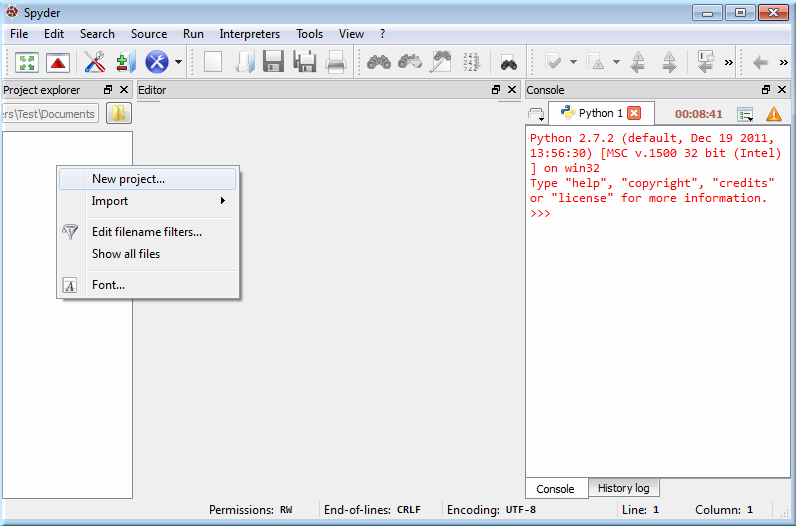 Spyder
File Edit Search Source Run Interpreters Tools View ?
Project explorer
Editor
Console
ers\Test\Documents
Python 1
00:08:41
Python 2.7.2 (default, Dec 19 2011,
13:56:30) [MSC v.1500 32 bit (Intel)
] on win32
Type "help", "copyright", "credits"
or "license" for more information.
>>>
New project...
Import
Edit filename filters...
Show all files
Font...
Console
History log
Permissions: RW End-of-lines: CRLF Encoding: UTF-8 Line: 1 Column: 1